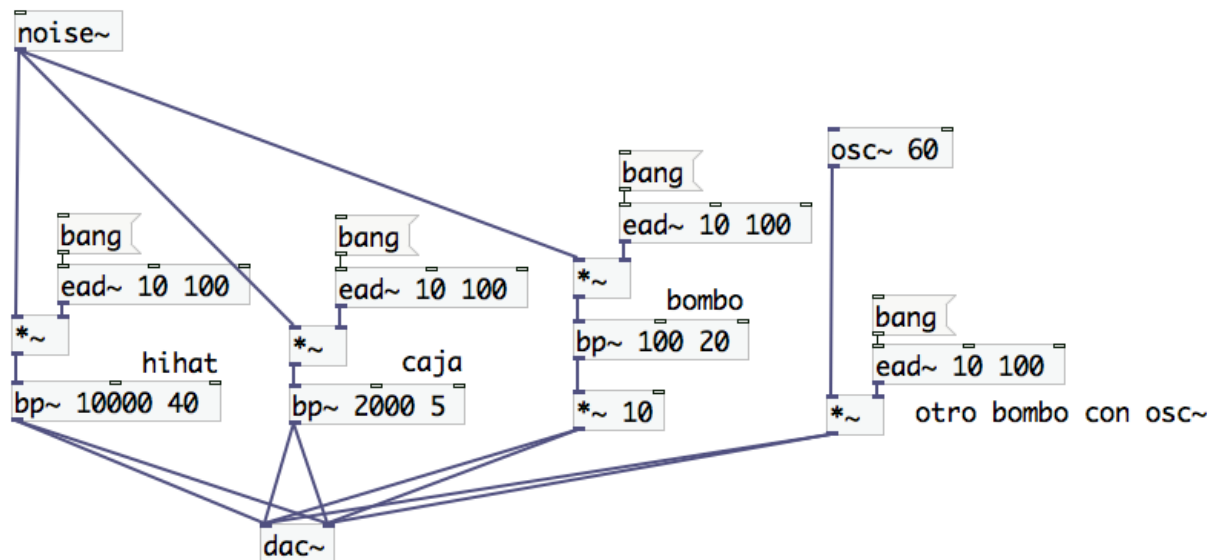 noise~
osc~ 60
bang
ead~ 10 100
bang
ead~ 10 100
bang
ead~ 10 100
*~
bombo
bp~ 100 20
*~ 10
bang
ead~ 10 100
*~
hihat
bp~ 10000 40
*~
caja
bp~ 2000 5
*~
otro bombo con osc~
dac~